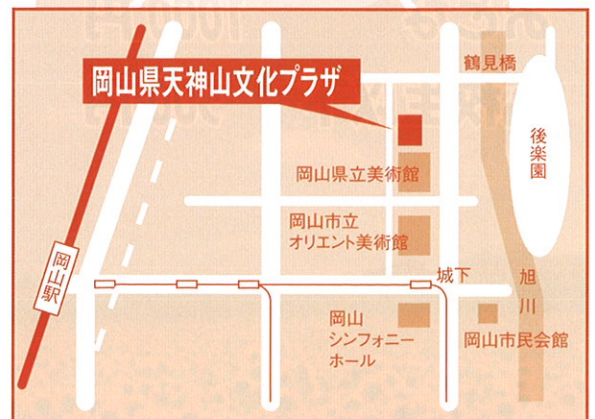 岡山県天神山文化プラザ
鶴見橋
後楽園
岡山県立美術館
岡山市立
オリエント美術館
岡山駅
城下
旭川
岡山
シンフォニー
ホール
岡山市民会館